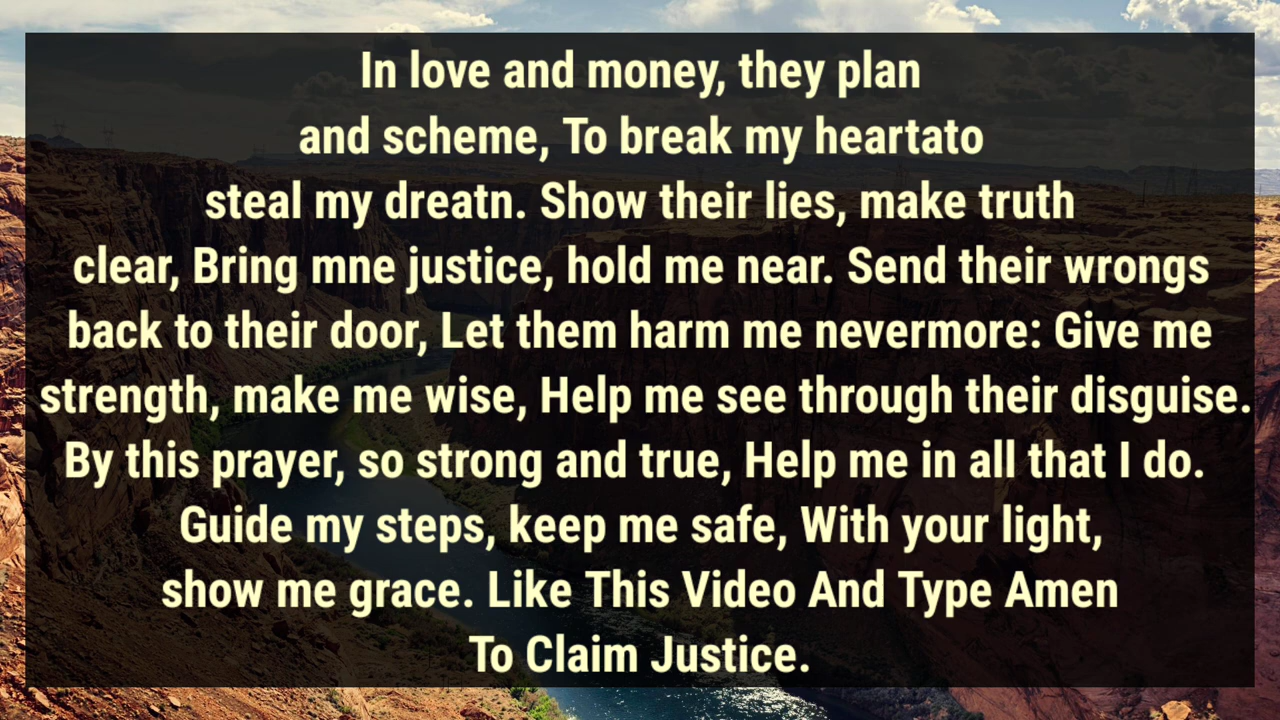 In love and money, they plan
and scheme, To break my heartato
steal my dreatn. Show their lies, make truth
clear, Bring mne justice, hold me near. Send their wrongs
back to their door, Let them harm me nevermore: Give me
strength, make me wise, Help me see through their disguise.
By this prayer, so strong and true, Help me in all that I do.
Guide my steps, keep me safe, With your light,
show me grace. Like This Video And Type Amen
To Claim Justice.